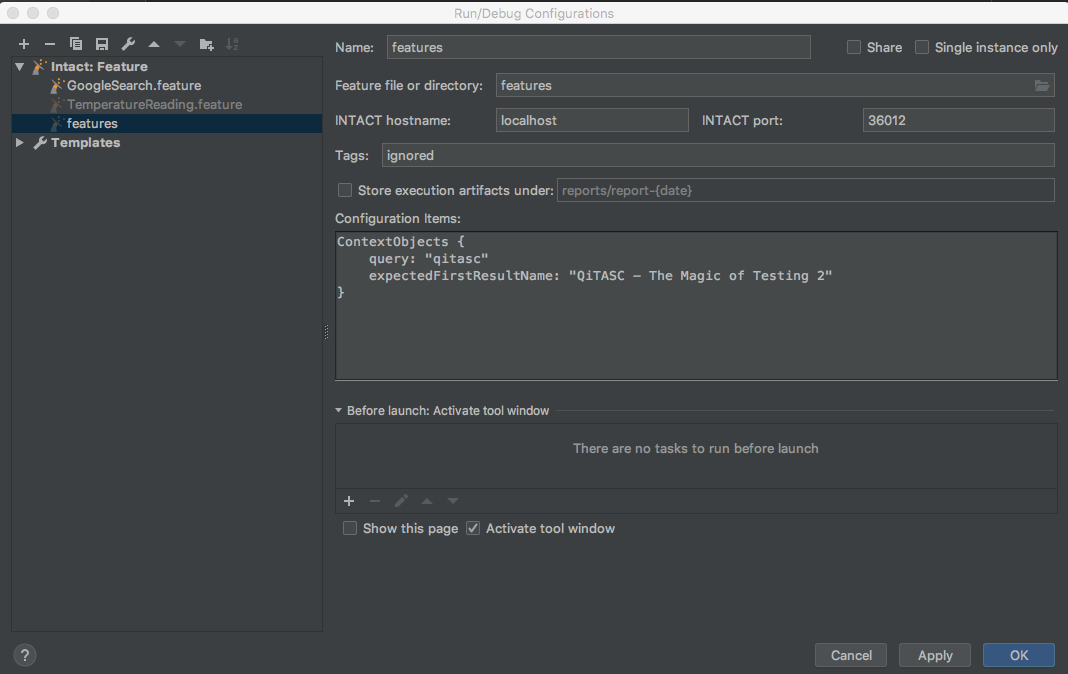 Run/Debug Configurations
Name: features Share Single instance only
Intact: Feature
GoogleSearch.feature
TemperatureReading.feature
features
Templates
Feature file or directory: features
INTACT hostname: localhost INTACT port: 36012
Tags: ignored
Store execution artifacts under: reports/report-{date}
Configuration Items:
ContextObjects {
query: "qitasc"
expectedFirstResultName: "QiTASC – The Magic of Testing 2"
}
Before launch: Activate tool window
There are no tasks to run before launch
Show this page Activate tool window
? Cancel Apply OK